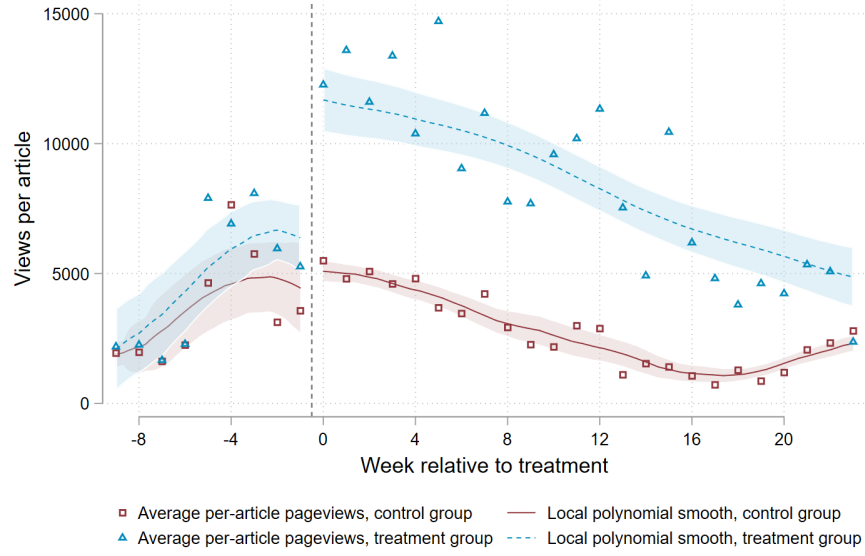 15000
10000
5000
0
Views per article
-8 -4 0 4 8 12 16 20
Week relative to treatment
Average per-article pageviews, control group Local polynomial smooth, control group
Average per-article pageviews, treatment group Local polynomial smooth, treatment group